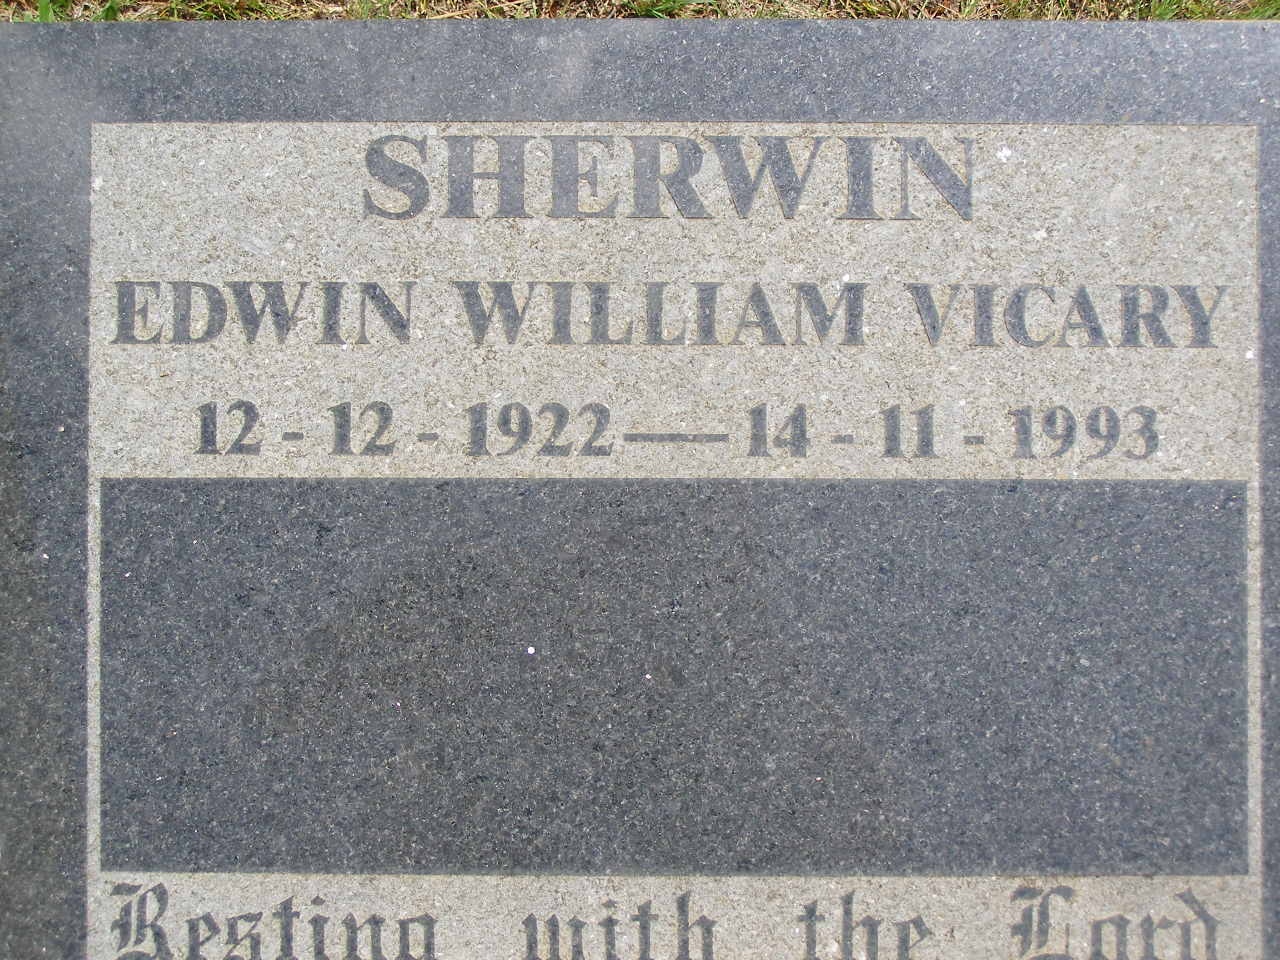 SHERWIN
EDWIN WILLIAM VICARY
12 - 12 - 1922 — 14 - 11 - 1993
Resting with the Lord